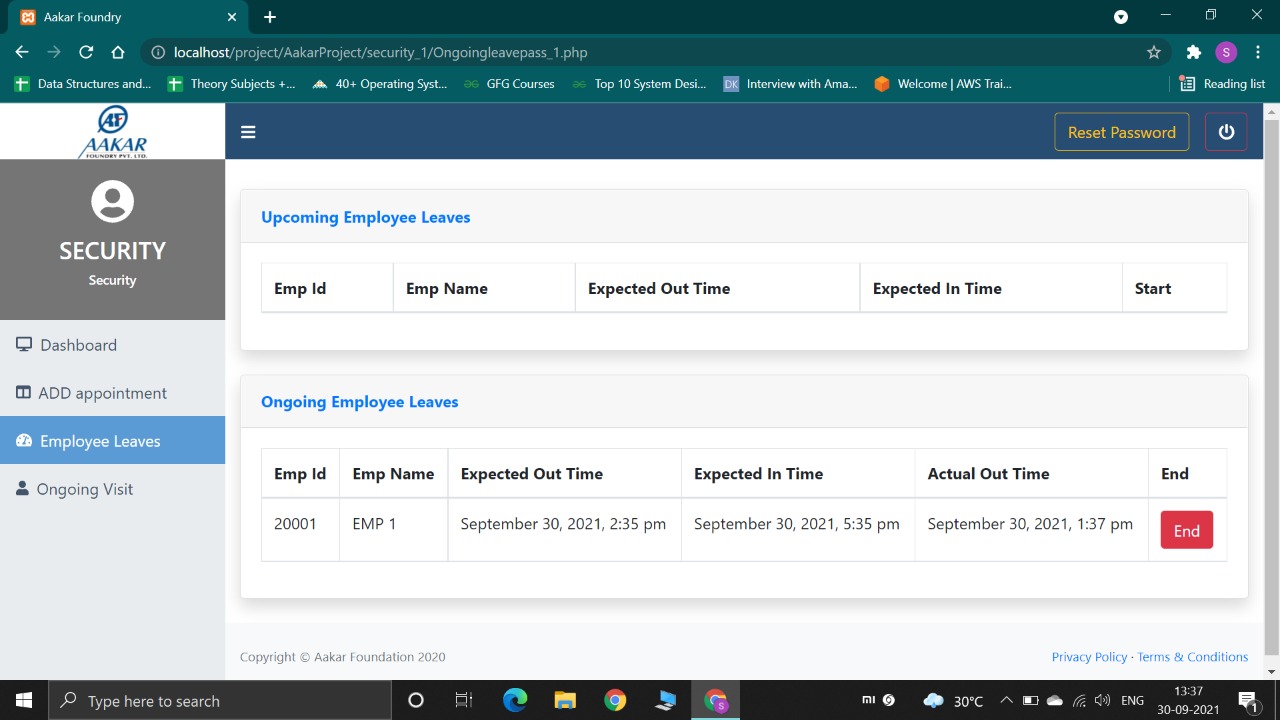 Aakar Foundry
localhost/project/AakarProject/security_1/Ongoingleavepass_1.php
S
Data Structures and... Theory Subjects +... 40+ Operating Syst... GFG Courses Top 10 System Desi... DK Interview with Ama... Welcome | AWS Trai... Reading list
AF
AAKAR
FOUNDRY PVT. LTD.
Reset Password
SECURITY
Security
Dashboard
ADD appointment
Employee Leaves
Ongoing Visit
Upcoming Employee Leaves
Emp Id Emp Name Expected Out Time Expected In Time Start
Ongoing Employee Leaves
Emp Id Emp Name Expected Out Time Expected In Time Actual Out Time End
20001 EMP 1 September 30, 2021, 2:35 pm September 30, 2021, 5:35 pm September 30, 2021, 1:37 pm End
Copyright © Aakar Foundation 2020 Privacy Policy · Terms & Conditions
Type here to search S mi 30°C ENG 13:37
30-09-2021 1